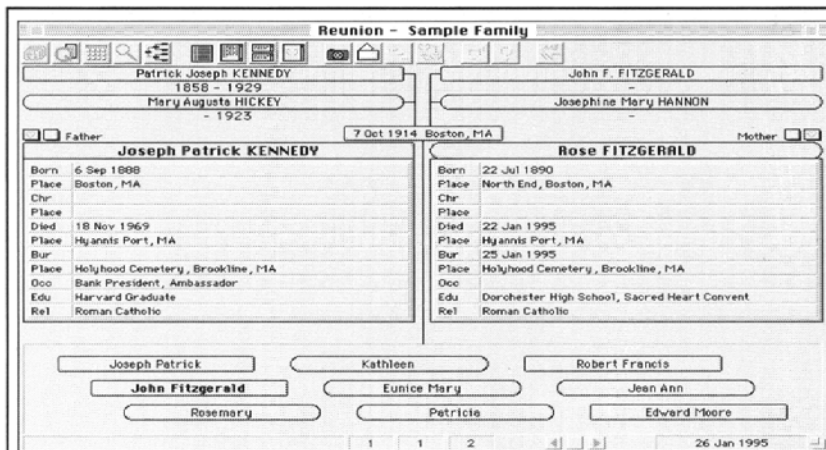 Reunion - Sample Family
Patrick Joseph KENNEDY
1858 - 1929
Mary Augusta HICKEY
- 1923
John F. FITZGERALD
-
Josephine Mary HANNON
-
Father
7 Oct 1914 Boston, MA
Mother
Joseph Patrick KENNEDY
Born 6 Sep 1888
Place Boston, MA
Chr
Place
Died 18 Nov 1969
Place Hyannis Port, MA
Bur
Place Holyhood Cemetery, Brookline, MA
Occ Bank President, Ambassador
Edu Harvard Graduate
Rel Roman Catholic
Rose FITZGERALD
Born 22 Jul 1890
Place North End, Boston, MA
Chr
Place
Died 22 Jan 1995
Place Hyannis Port, MA
Bur 25 Jan 1995
Place Holyhood Cemetery, Brookline, MA
Occ
Edu Dorchester High School, Sacred Heart Convent
Rel Roman Catholic
Joseph Patrick Kathleen Robert Francis
John Fitzgerald Eunice Mary Jean Ann
Rosemary Patricia Edward Moore
1 1 2 26 Jan 1995